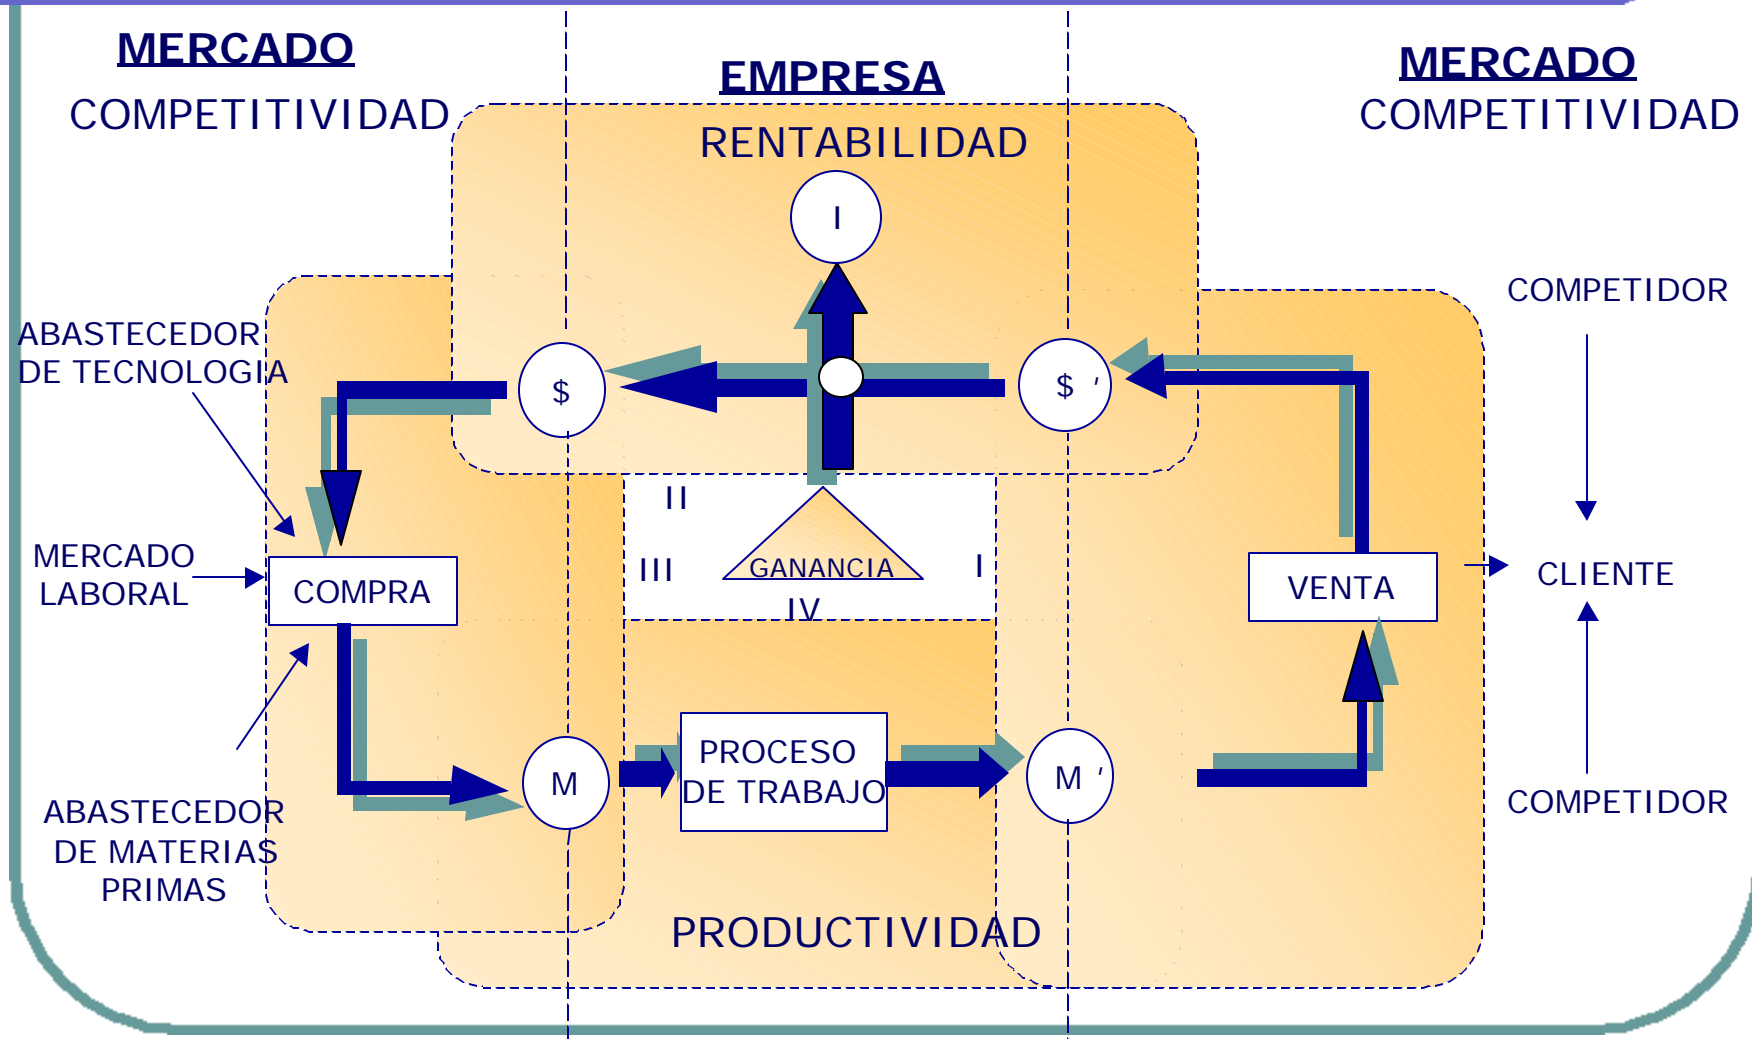 MERCADO
COMPETITIVIDAD
EMPRESA
RENTABILIDAD
MERCADO
COMPETITIVIDAD
I
ABASTECEDOR
DE TECNOLOGIA
$
$ '
COMPETIDOR
II
III
GANANCIA
I
IV
MERCADO
LABORAL
COMPRA
VENTA
CLIENTE
M
PROCESO
DE TRABAJO
M '
ABASTECEDOR
DE MATERIAS
PRIMAS
COMPETIDOR
PRODUCTIVIDAD